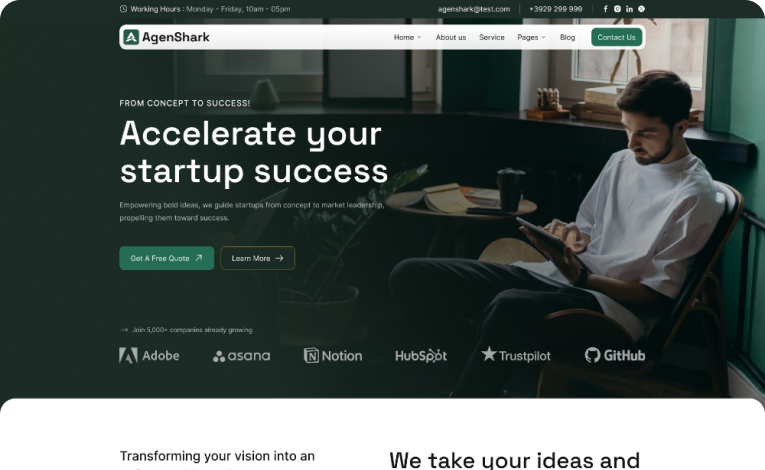 Working Hours : Monday - Friday, 10am - 05pm
agenshark@test.com
+3929 299 999
AgenShark
Home
About us
Service
Pages
Blog
Contact Us
FROM CONCEPT TO SUCCESS!
Accelerate your
startup success
Empowering bold ideas, we guide startups from concept to market leadership,
propelling them toward success.
Get A Free Quote
Learn More
Join 5,000+ companies already growing
Adobe
asana
Notion
HubSpot
Trustpilot
GitHub
Transforming your vision into an
We take your ideas and